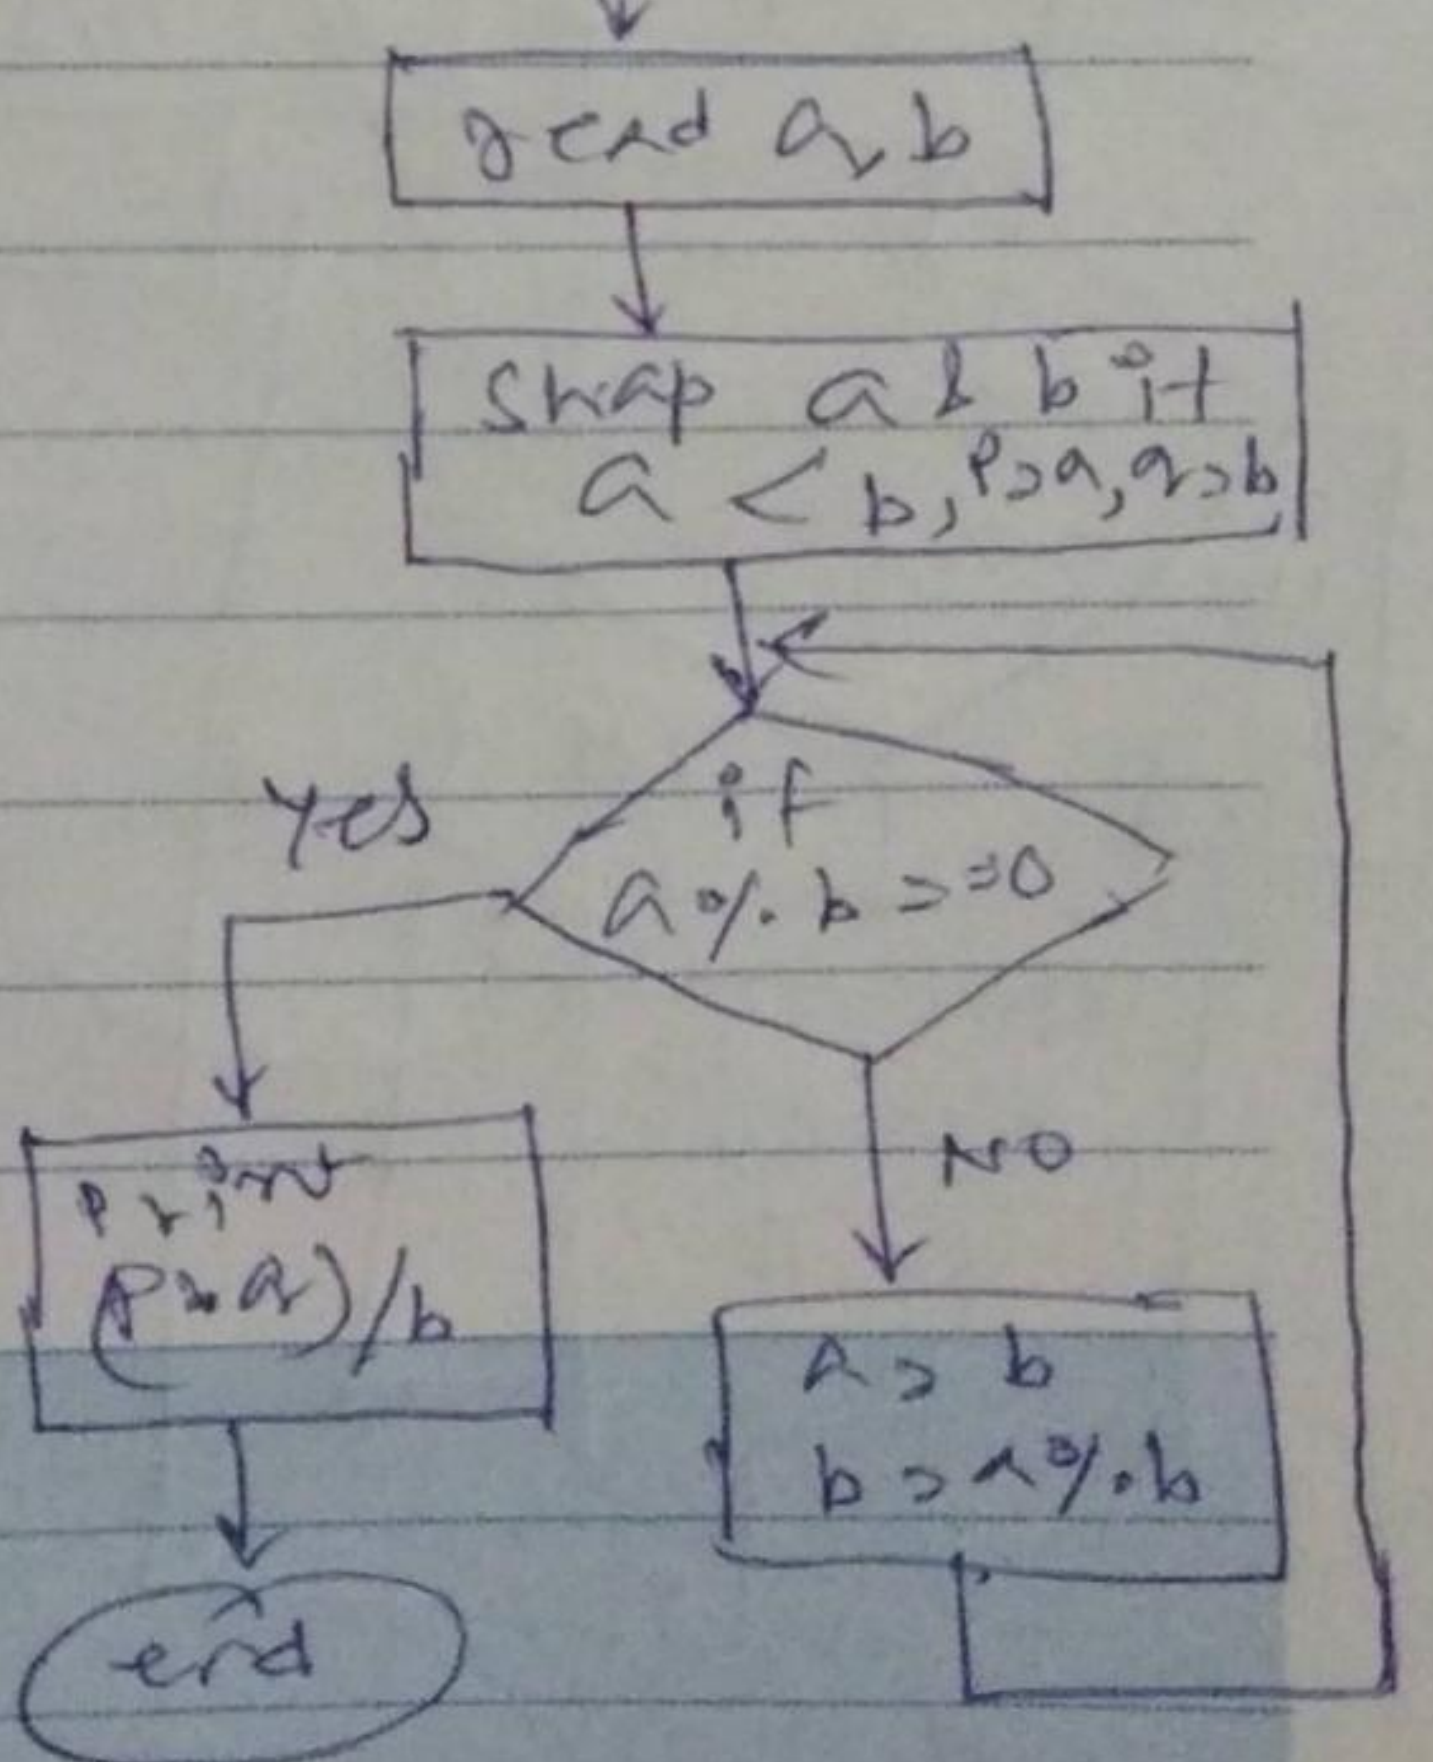 read a, b
Swap a & b if
a < b, P=a, q=b
if
a % b ==0
Yes
No
print
(P*q)/b
a = b
b = a % b
end